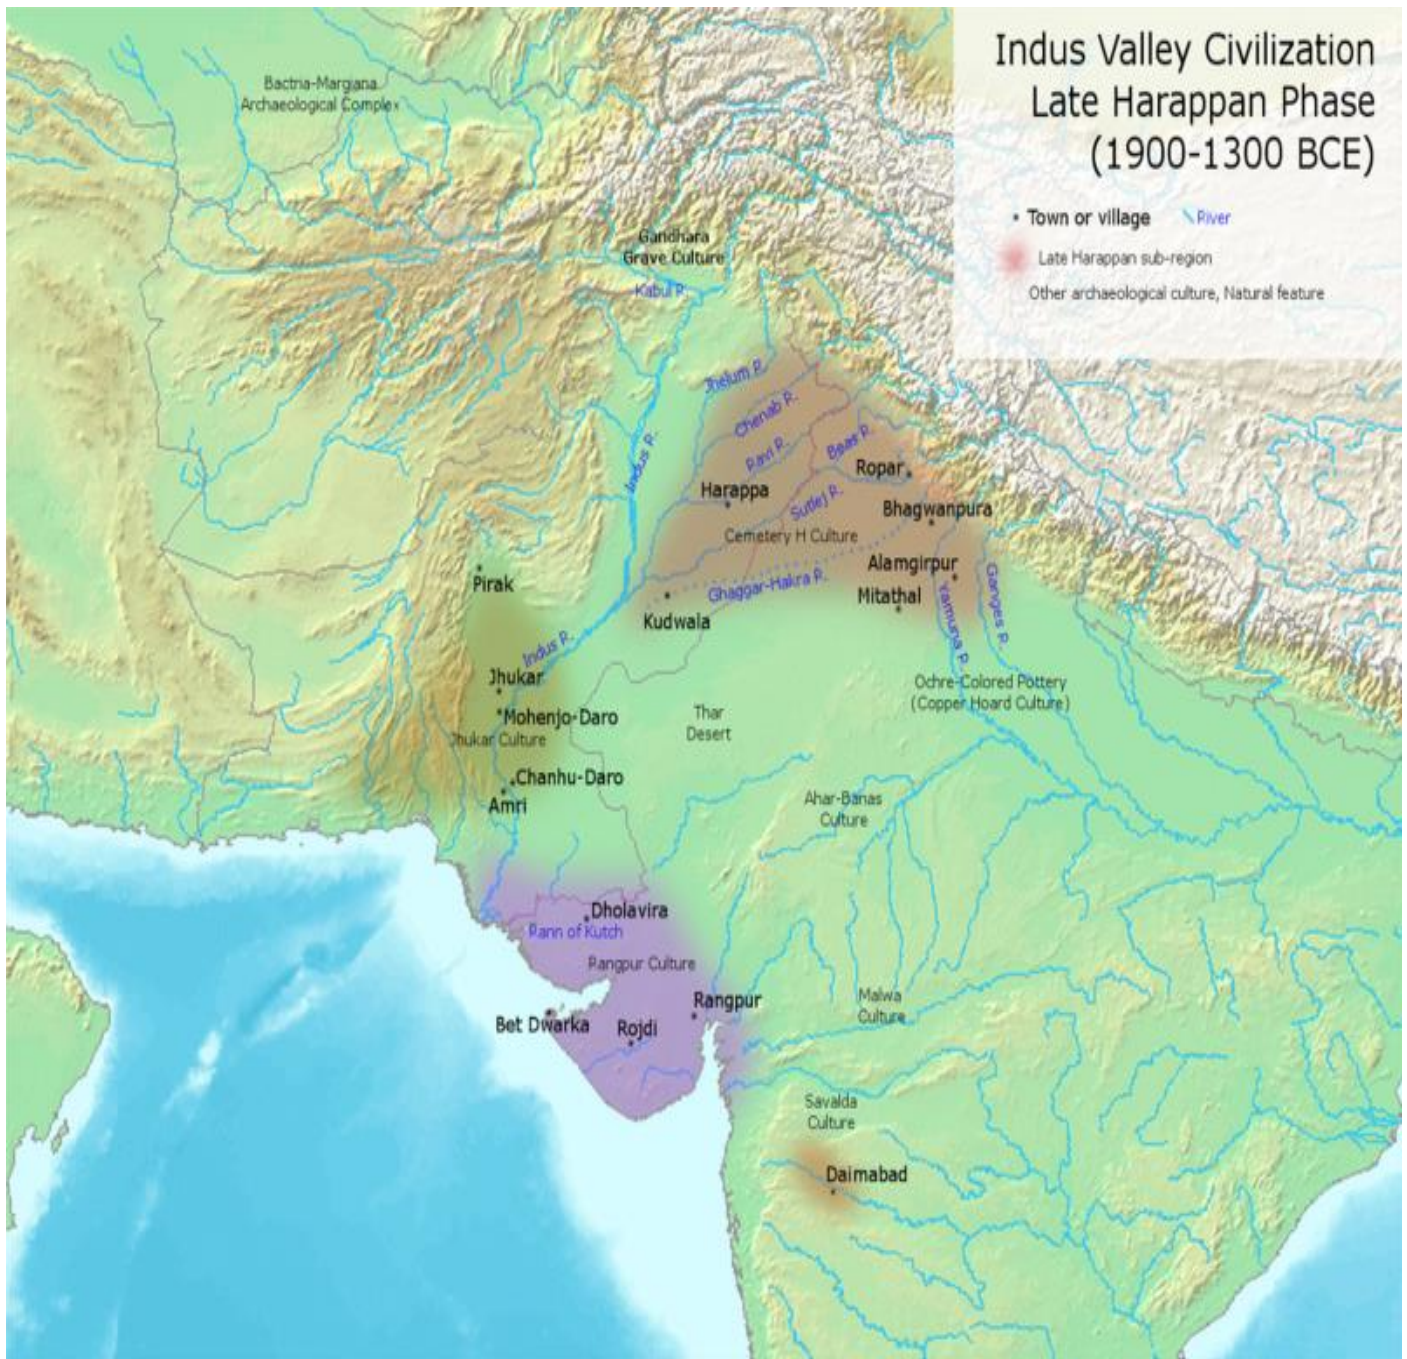 Indus Valley Civilization
Late Harappan Phase
(1900-1300 BCE)
Town or village
River
Late Harappan sub-region
Other archaeological culture, Natural feature
Bactria-Margiana
Archaeological Complex
Gandhara
Grave Culture
Kabul R.
Jhelum R.
Chenab R.
Ravi R.
Beas R.
Indus R.
Ropar
Harappa
Sutlej R.
Bhagwanpura
Cemetery H Culture
Alamgirpur
Pirak
Ghaggar-Hakra R.
Mitathal
Ganges R.
Kudwala
Yamuna R.
Indus R.
Jhukar
Ochre-Colored Pottery
(Copper Hoard Culture)
Mohenjo-Daro
Thar
Desert
Jhukar Culture
Chanhu-Daro
Amri
Ahar-Banas
Culture
Dholavira
Rann of Kutch
Rangpur Culture
Rangpur
Malwa
Culture
Bet Dwarka
Rojdi
Savalda
Culture
Daimabad